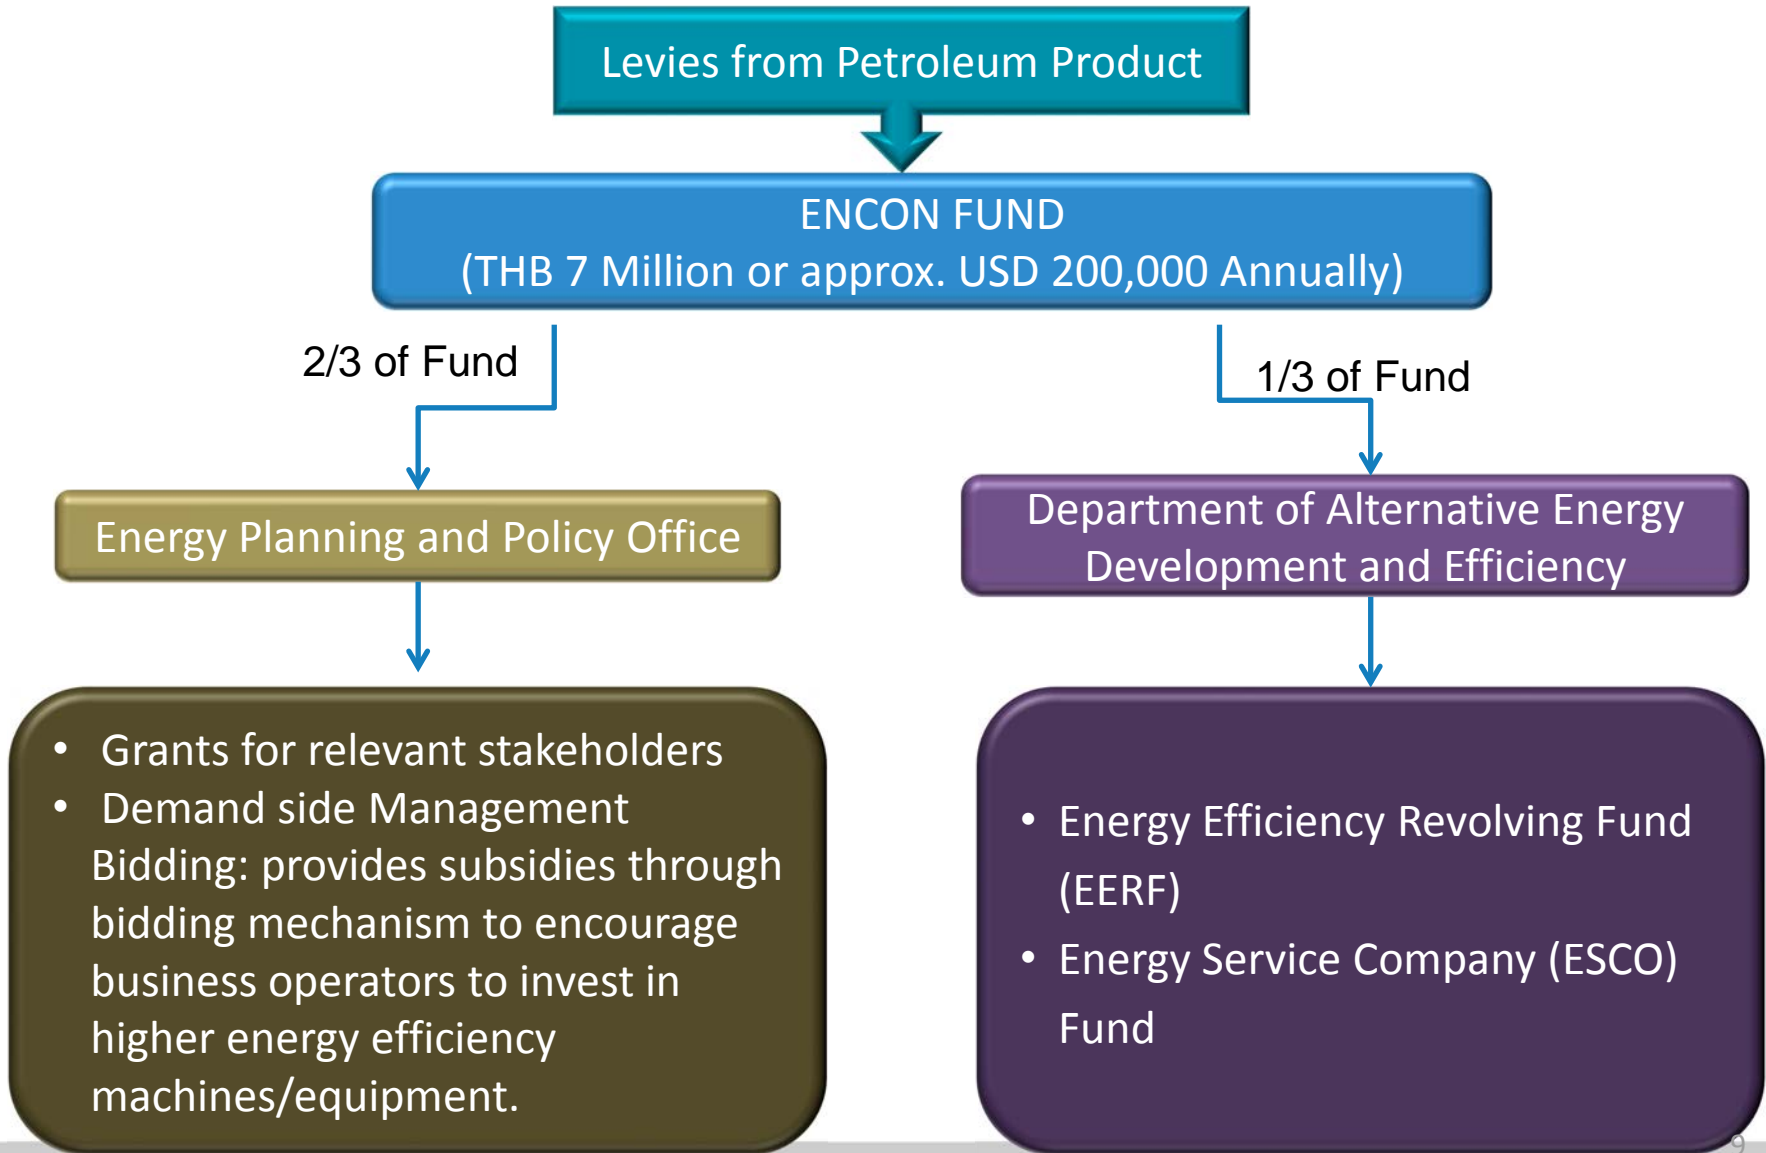 Levies from Petroleum Product
ENCON FUND
(THB 7 Million or approx. USD 200,000 Annually)
2/3 of Fund
1/3 of Fund
Energy Planning and Policy Office
Department of Alternative Energy
Development and Efficiency
• Grants for relevant stakeholders
• Demand side Management
Bidding: provides subsidies through
bidding mechanism to encourage
business operators to invest in
higher energy efficiency
machines/equipment.
• Energy Efficiency Revolving Fund
(EERF)
• Energy Service Company (ESCO)
Fund
9